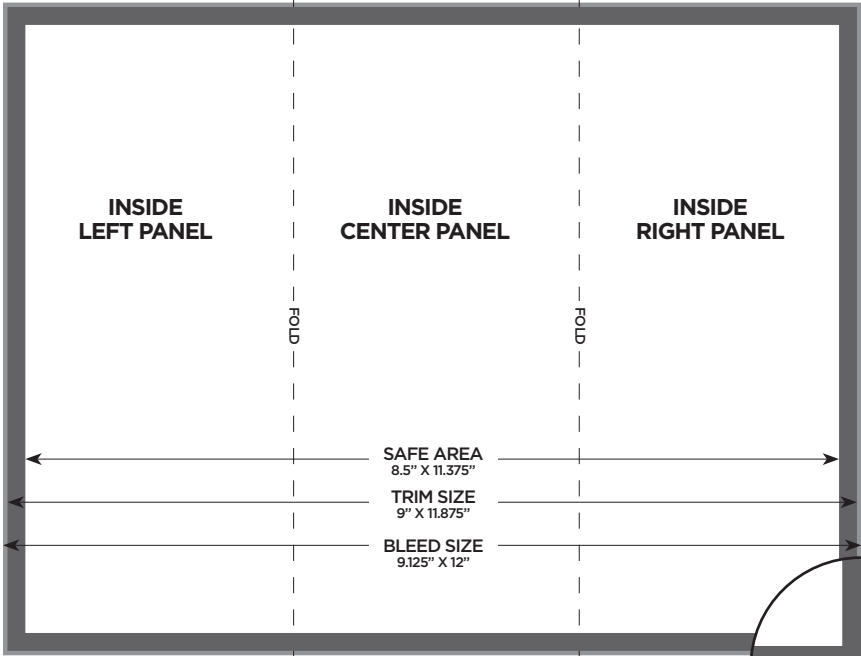 INSIDE
LEFT PANEL
INSIDE
CENTER PANEL
INSIDE
RIGHT PANEL
FOLD
FOLD
SAFE AREA
8.5” X 11.375”
TRIM SIZE
9” X 11.875”
BLEED SIZE
9.125” X 12”